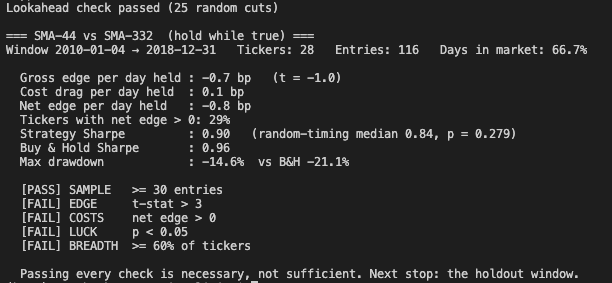 Lookahead check passed (25 random cuts)
=== SMA-44 vs SMA-332  (hold while true) ===
Window 2010-01-04 → 2018-12-31   Tickers: 28   Entries: 116   Days in market: 66.7%
Gross edge per day held : -0.7 bp   (t = -1.0)
Cost drag per day held  : 0.1 bp
Net edge per day held   : -0.8 bp
Tickers with net edge > 0: 29%
Strategy Sharpe         : 0.90   (random-timing median 0.84, p = 0.279)
Buy & Hold Sharpe       : 0.96
Max drawdown            : -14.6%  vs B&H -21.1%
[PASS] SAMPLE   >= 30 entries
[FAIL] EDGE     t-stat > 3
[FAIL] COSTS    net edge > 0
[FAIL] LUCK     p < 0.05
[FAIL] BREADTH  >= 60% of tickers
Passing every check is necessary, not sufficient. Next stop: the holdout window.